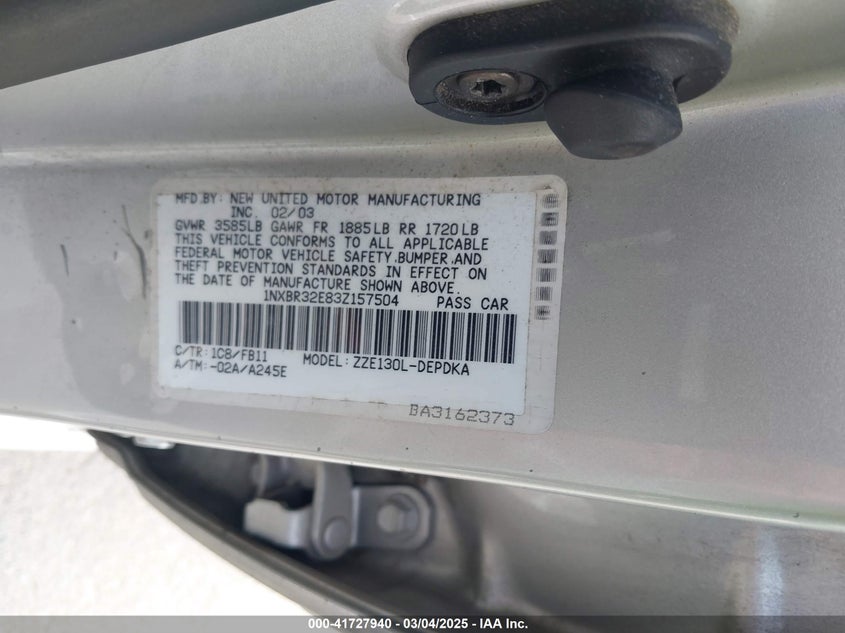 MFD.BY: NEW UNITED MOTOR MANUFACTURING
INC. 02/03
GVWR 3585LB GAWR FR 1885LB RR 1720LB
THIS VEHICLE CONFORMS TO ALL APPLICABLE
FEDERAL MOTOR VEHICLE SAFETY,BUMPER,AND
THEFT PREVENTION STANDARDS IN EFFECT ON
THE DATE OF MANUFACTURE SHOWN ABOVE.
1NXBR32E83Z157504 PASS CAR
C/TR: 1C8/FB11 MODEL: ZZE130L-DEPDKA
A/TM: -02A/A245E
BA3162373
000-41727940 - 03/04/2025 - IAA Inc.